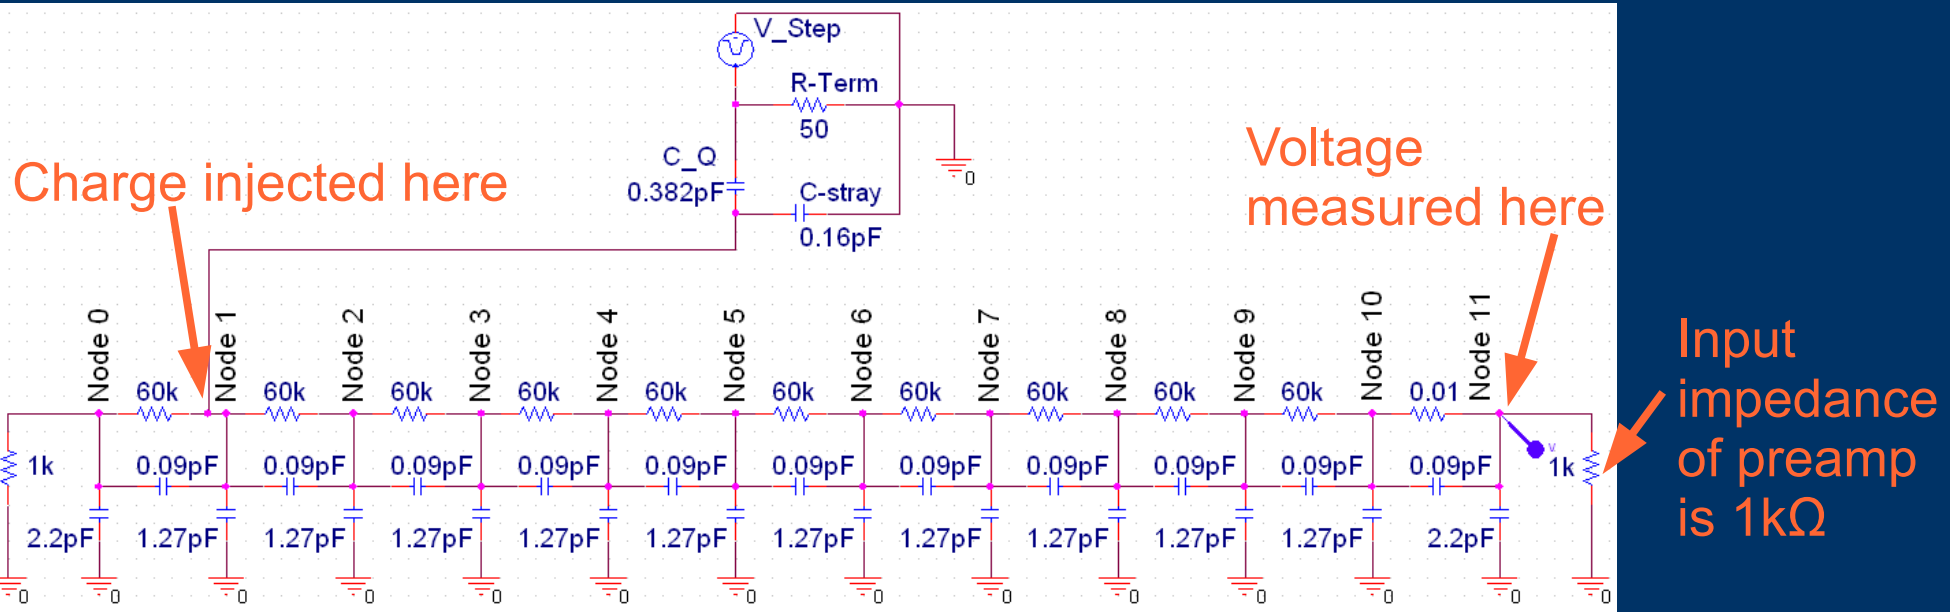 V_Step
R-Term
50
C_Q
0.382pF
C-stray
0.16pF
0
Charge injected here
Voltage
measured here
Input
impedance
of preamp
is 1kΩ
Node 0
Node 1
Node 2
Node 3
Node 4
Node 5
Node 6
Node 7
Node 8
Node 9
Node 10
Node 11
60k 60k 60k 60k 60k 60k 60k 60k 60k 60k 0.01
V
1k 0.09pF 0.09pF 0.09pF 0.09pF 0.09pF 0.09pF 0.09pF 0.09pF 0.09pF 0.09pF 0.09pF 1k
2.2pF 1.27pF 1.27pF 1.27pF 1.27pF 1.27pF 1.27pF 1.27pF 1.27pF 1.27pF 1.27pF 2.2pF
0 0 0 0 0 0 0 0 0 0 0 0 0 0